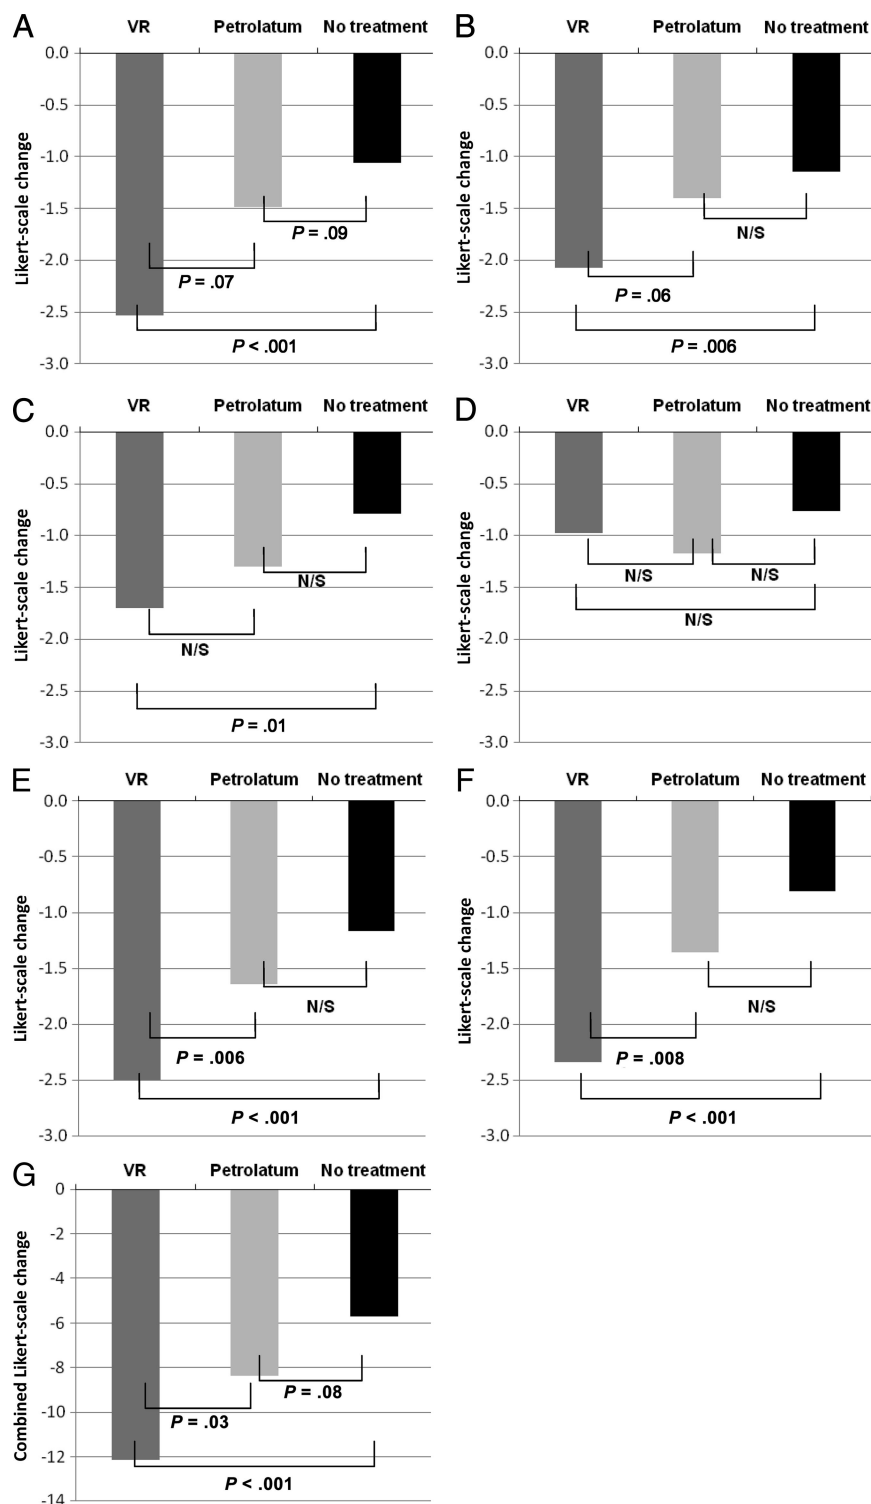 A
VR Petrolatum No treatment
Likert-scale change
0.0
-0.5
-1.0
-1.5
-2.0
-2.5
-3.0
P = .09
P = .07
P < .001
B
VR Petrolatum No treatment
Likert-scale change
0.0
-0.5
-1.0
-1.5
-2.0
-2.5
-3.0
N/S
P = .06
P = .006
C
VR Petrolatum No treatment
Likert-scale change
0.0
-0.5
-1.0
-1.5
-2.0
-2.5
-3.0
N/S
N/S
P = .01
D
VR Petrolatum No treatment
Likert-scale change
0.0
-0.5
-1.0
-1.5
-2.0
-2.5
-3.0
N/S N/S
N/S
E
VR Petrolatum No treatment
Likert-scale change
0.0
-0.5
-1.0
-1.5
-2.0
-2.5
-3.0
N/S
P = .006
P < .001
F
VR Petrolatum No treatment
Likert-scale change
0.0
-0.5
-1.0
-1.5
-2.0
-2.5
-3.0
N/S
P = .008
P < .001
G
VR Petrolatum No treatment
Combined Likert-scale change
0
-2
-4
-6
-8
-10
-12
-14
P = .08
P = .03
P < .001